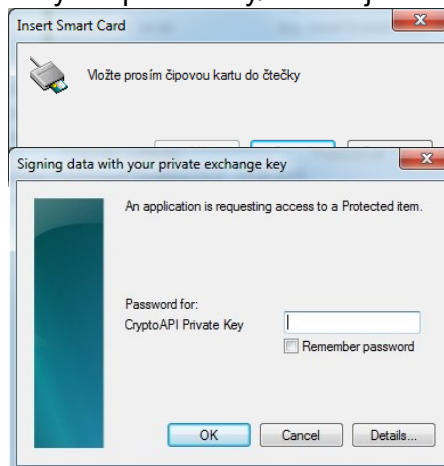 Insert Smart Card
Vložte prosím čipovou kartu do čtečky
Signing data with your private exchange key
An application is requesting access to a Protected item.
Password for:
CryptoAPI Private Key
Remember password
OK
Cancel
Details...